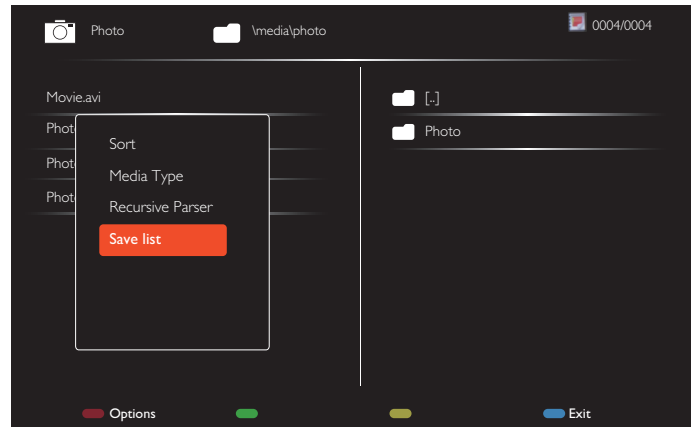 Photo
\media\photo
0004/0004
Movie.avi
[..]
Photo
Sort
Media Type
Recursive Parser
Save list
Options
Exit